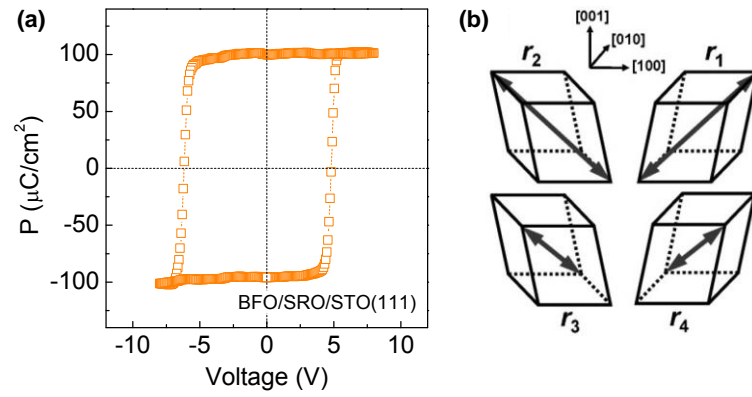 (a)
100
50
0
-50
-100
P (μC/cm²)
BFO/SRO/STO(111)
-10 -5 0 5 10
Voltage (V)
(b)
[001]
[010]
[100]
r₂ r₁
r₃ r₄